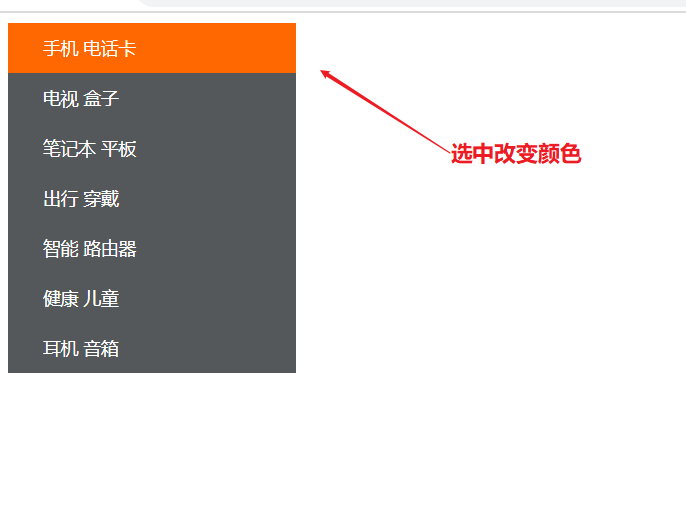 手机 电话卡
电视 盒子
选中改变颜色
笔记本 平板
出行 穿戴
智能 路由器
健康 儿童
耳机 音箱